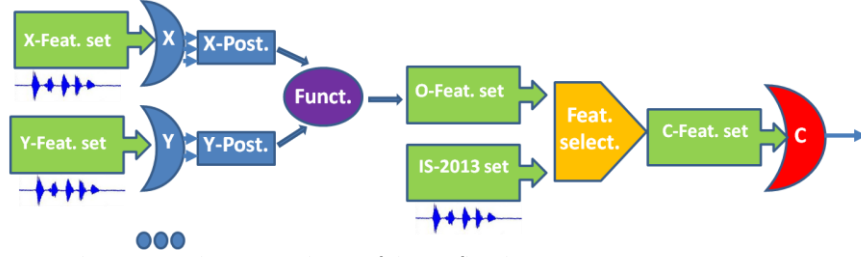 X-Feat. set
X
X-Post.
Y-Feat. set
Y
Y-Post.
Funct.
O-Feat. set
IS-2013 set
Feat.
select.
C-Feat. set
C